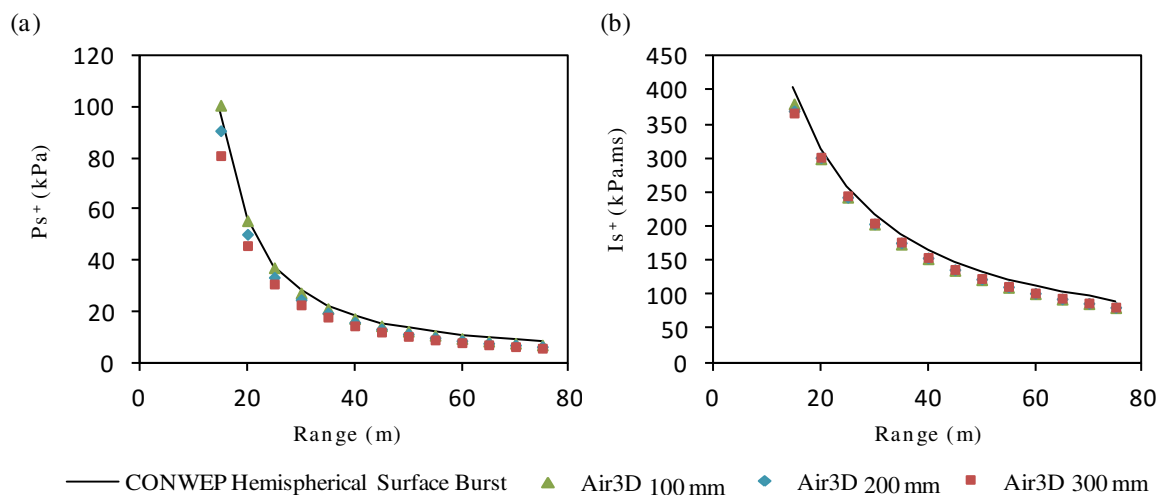 (a)
120
100
80
60
40
20
0
Ps+ (kPa)
0 20 40 60 80
Range (m)
(b)
450
400
350
300
250
200
150
100
50
0
Is+ (kPa.ms)
0 20 40 60 80
Range (m)
CONWEP Hemispherical Surface Burst Air3D 100 mm Air3D 200 mm Air3D 300 mm